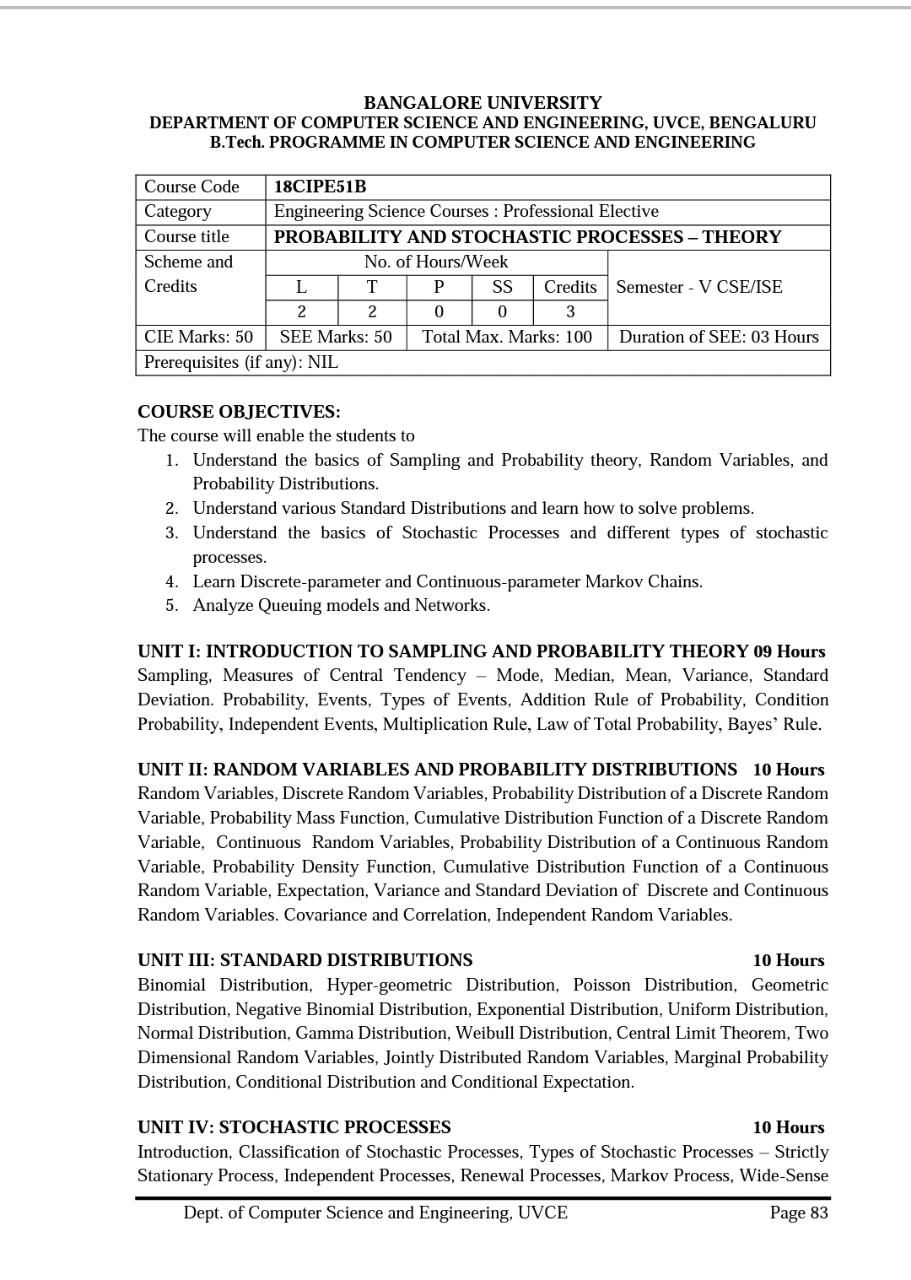 BANGALORE UNIVERSITY
DEPARTMENT OF COMPUTER SCIENCE AND ENGINEERING, UVCE, BENGALURU
B.Tech. PROGRAMME IN COMPUTER SCIENCE AND ENGINEERING
Course Code 18CIPE51B
Category Engineering Science Courses : Professional Elective
Course title PROBABILITY AND STOCHASTIC PROCESSES – THEORY
Scheme and No. of Hours/Week
Credits L T P SS Credits Semester - V CSE/ISE
2 2 0 0 3
CIE Marks: 50 SEE Marks: 50 Total Max. Marks: 100 Duration of SEE: 03 Hours
Prerequisites (if any): NIL
COURSE OBJECTIVES:
The course will enable the students to
1. Understand the basics of Sampling and Probability theory, Random Variables, and
Probability Distributions.
2. Understand various Standard Distributions and learn how to solve problems.
3. Understand the basics of Stochastic Processes and different types of stochastic
processes.
4. Learn Discrete-parameter and Continuous-parameter Markov Chains.
5. Analyze Queuing models and Networks.
UNIT I: INTRODUCTION TO SAMPLING AND PROBABILITY THEORY 09 Hours
Sampling, Measures of Central Tendency – Mode, Median, Mean, Variance, Standard
Deviation. Probability, Events, Types of Events, Addition Rule of Probability, Condition
Probability, Independent Events, Multiplication Rule, Law of Total Probability, Bayes’ Rule.
UNIT II: RANDOM VARIABLES AND PROBABILITY DISTRIBUTIONS 10 Hours
Random Variables, Discrete Random Variables, Probability Distribution of a Discrete Random
Variable, Probability Mass Function, Cumulative Distribution Function of a Discrete Random
Variable, Continuous Random Variables, Probability Distribution of a Continuous Random
Variable, Probability Density Function, Cumulative Distribution Function of a Continuous
Random Variable, Expectation, Variance and Standard Deviation of Discrete and Continuous
Random Variables. Covariance and Correlation, Independent Random Variables.
UNIT III: STANDARD DISTRIBUTIONS 10 Hours
Binomial Distribution, Hyper-geometric Distribution, Poisson Distribution, Geometric
Distribution, Negative Binomial Distribution, Exponential Distribution, Uniform Distribution,
Normal Distribution, Gamma Distribution, Weibull Distribution, Central Limit Theorem, Two
Dimensional Random Variables, Jointly Distributed Random Variables, Marginal Probability
Distribution, Conditional Distribution and Conditional Expectation.
UNIT IV: STOCHASTIC PROCESSES 10 Hours
Introduction, Classification of Stochastic Processes, Types of Stochastic Processes – Strictly
Stationary Process, Independent Processes, Renewal Processes, Markov Process, Wide-Sense
Dept. of Computer Science and Engineering, UVCE Page 83